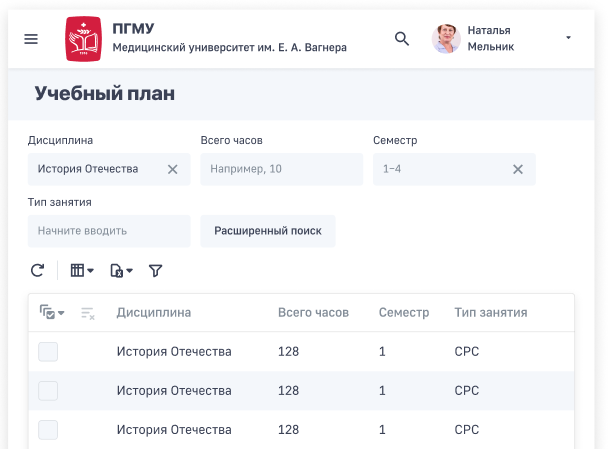 ПГМУ
Медицинский университет им. Е. А. Вагнера
Наталья
Мельник
Учебный план
Дисциплина Всего часов Семестр
История Отечества Например, 10 1–4
Тип занятия
Начните вводить Расширенный поиск
Дисциплина Всего часов Семестр Тип занятия
История Отечества 128 1 СРС
История Отечества 128 1 СРС
История Отечества 128 1 СРС